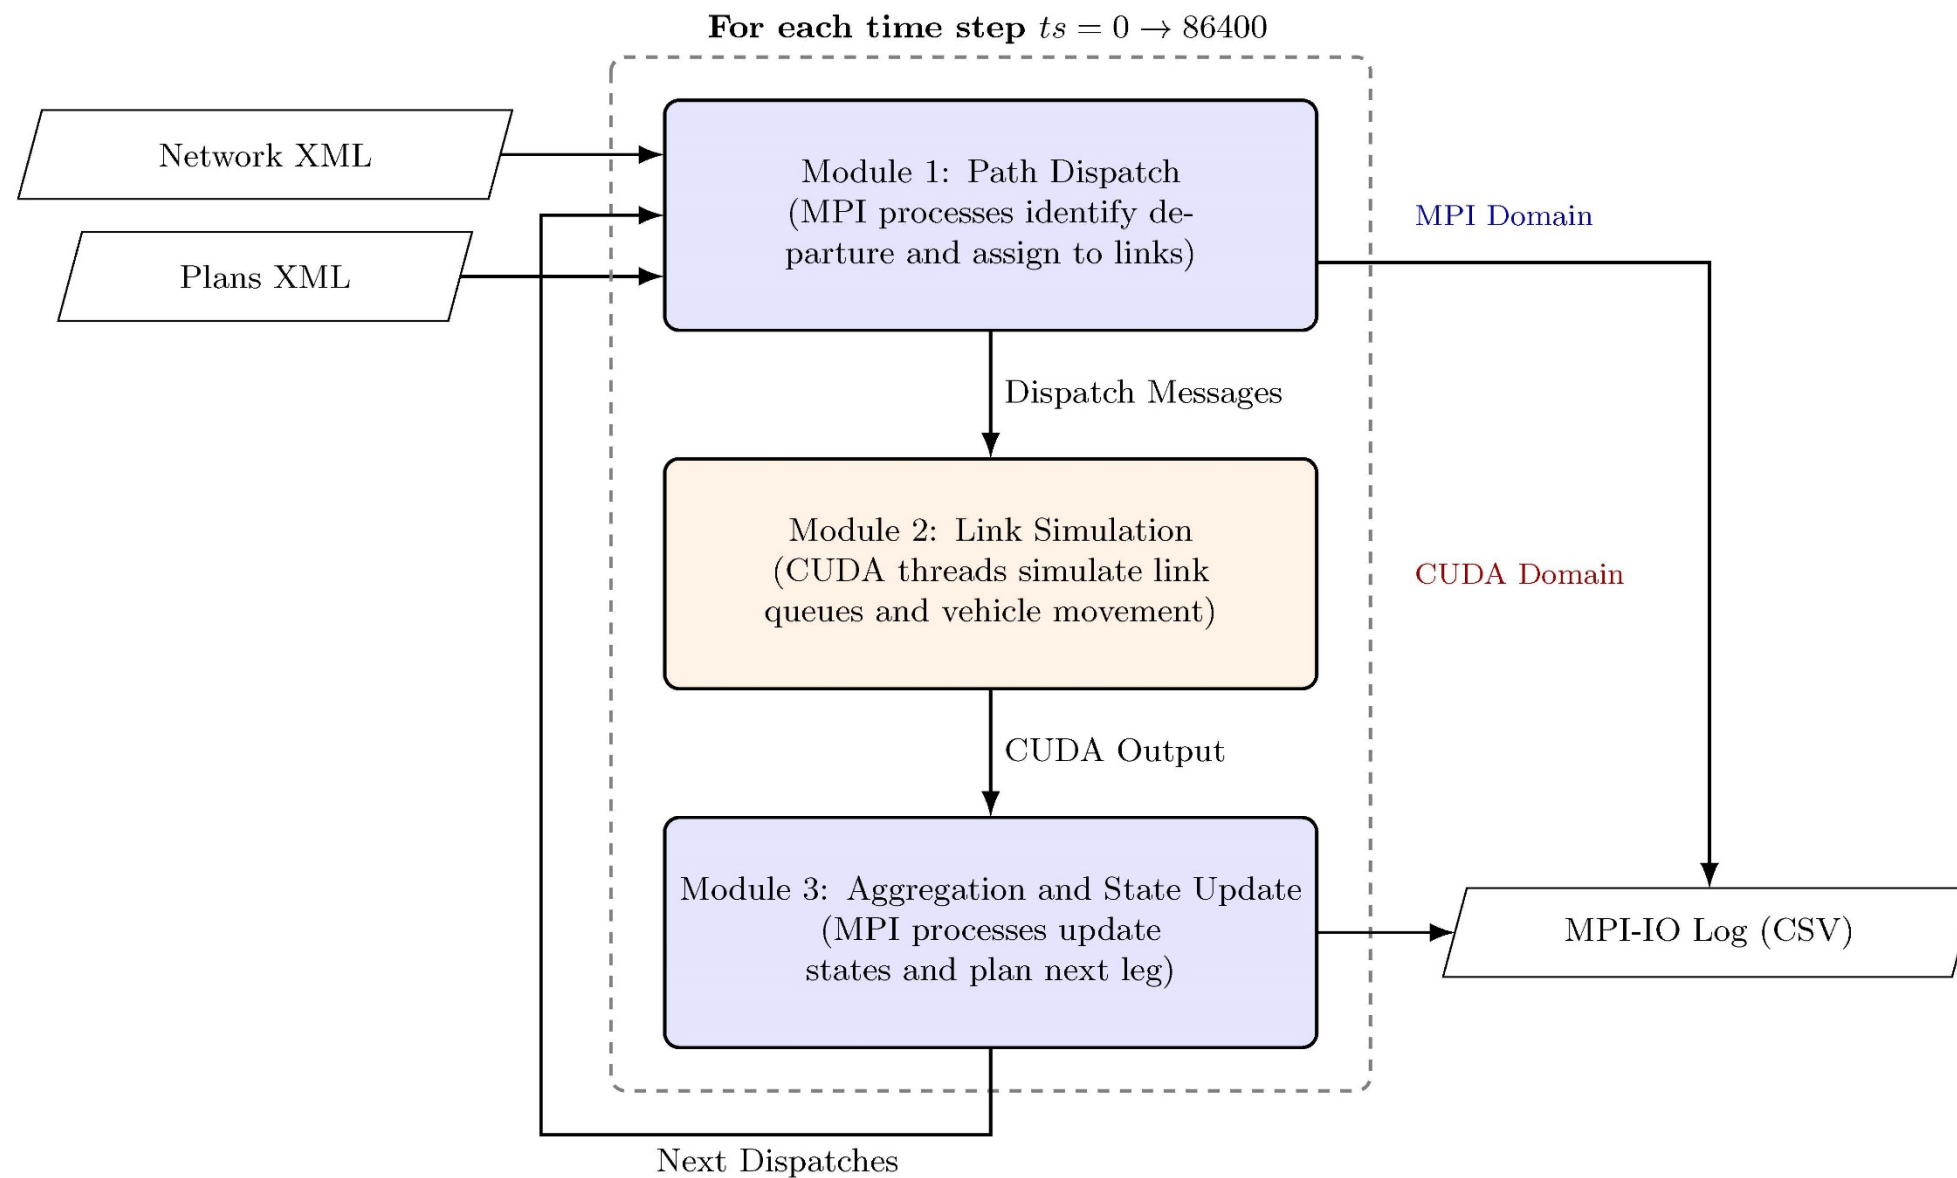 For each time step ts = 0 → 86400
Network XML
Plans XML
Module 1: Path Dispatch
(MPI processes identify de-
parture and assign to links)
MPI Domain
Dispatch Messages
Module 2: Link Simulation
(CUDA threads simulate link
queues and vehicle movement)
CUDA Domain
CUDA Output
Module 3: Aggregation and State Update
(MPI processes update
states and plan next leg)
MPI-IO Log (CSV)
Next Dispatches